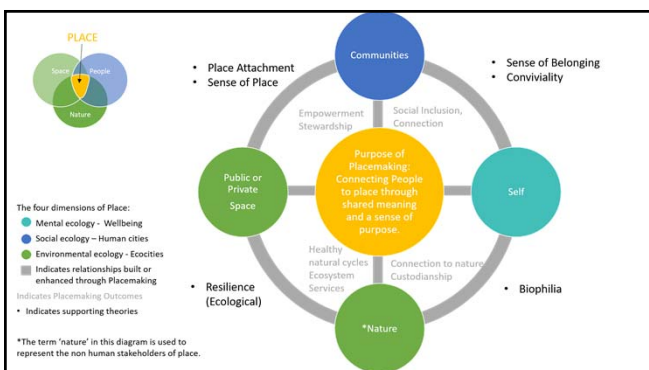 PLACE
Space
People
Nature
The four dimensions of Place:
Mental ecology - Wellbeing
Social ecology – Human cities
Environmental ecology - Ecocities
Indicates relationships built or
enhanced through Placemaking
Indicates Placemaking Outcomes
• Indicates supporting theories
*The term 'nature' in this diagram is used to
represent the non human stakeholders of place.
• Place Attachment
• Sense of Place
Communities
• Sense of Belonging
• Conviviality
Empowerment
Stewardship
Social Inclusion,
Connection
Public or
Private
Space
Purpose of
Placemaking:
Connecting People
to place through
shared meaning
and a sense of
purpose.
Self
Healthy
natural cycles
Ecosystem
Services
Connection to nature
Custodianship
• Resilience
(Ecological)
*Nature
• Biophilia